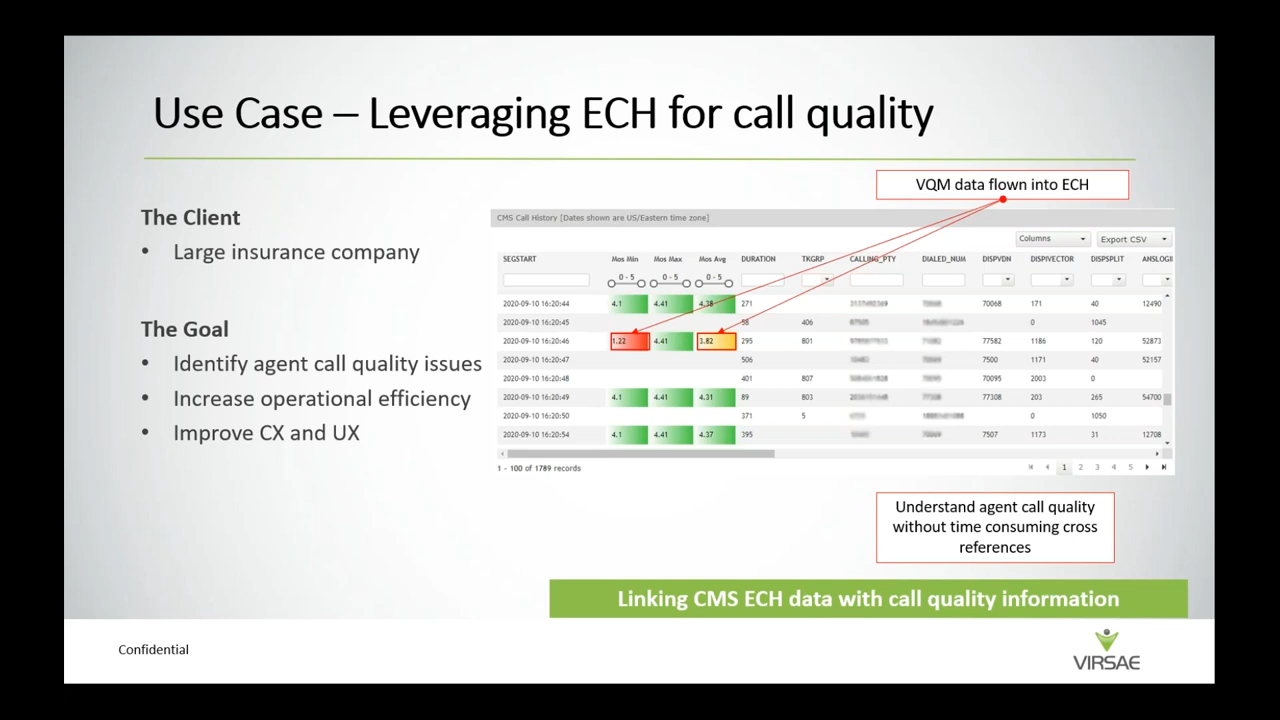 Use Case – Leveraging ECH for call quality
VQM data flown into ECH
The Client
• Large insurance company
The Goal
• Identify agent call quality issues
• Increase operational efficiency
• Improve CX and UX
CMS Call History [Dates shown are US/Eastern time zone]
Columns Export CSV
SEGSTART Mos Min Mos Max Mos Avg DURATION TKGRP CALLING_PTY DIALED_NUM DISPVDN DISPIVECTOR DISPSPLIT ANSLOGI
0 - 5 0 - 5 0 - 5
2020-09-10 16:20:44 4.1 4.41 4.38 271 70068 171 40 12490
2020-09-10 16:20:45 58 406 0 1045
2020-09-10 16:20:46 1.22 4.41 3.82 295 801 77582 1186 120 52873
2020-09-10 16:20:47 506 7500 1171 40 52157
2020-09-10 16:20:48 401 807 70095 2003 0
2020-09-10 16:20:49 4.1 4.41 4.31 89 803 77308 203 265 54700
2020-09-10 16:20:50 371 5 0 1050
2020-09-10 16:20:54 4.1 4.41 4.37 395 7507 1173 31 12708
1 - 100 of 1789 records 1 2 3 4 5
Understand agent call quality
without time consuming cross
references
Linking CMS ECH data with call quality information
Confidential
VIRSAE